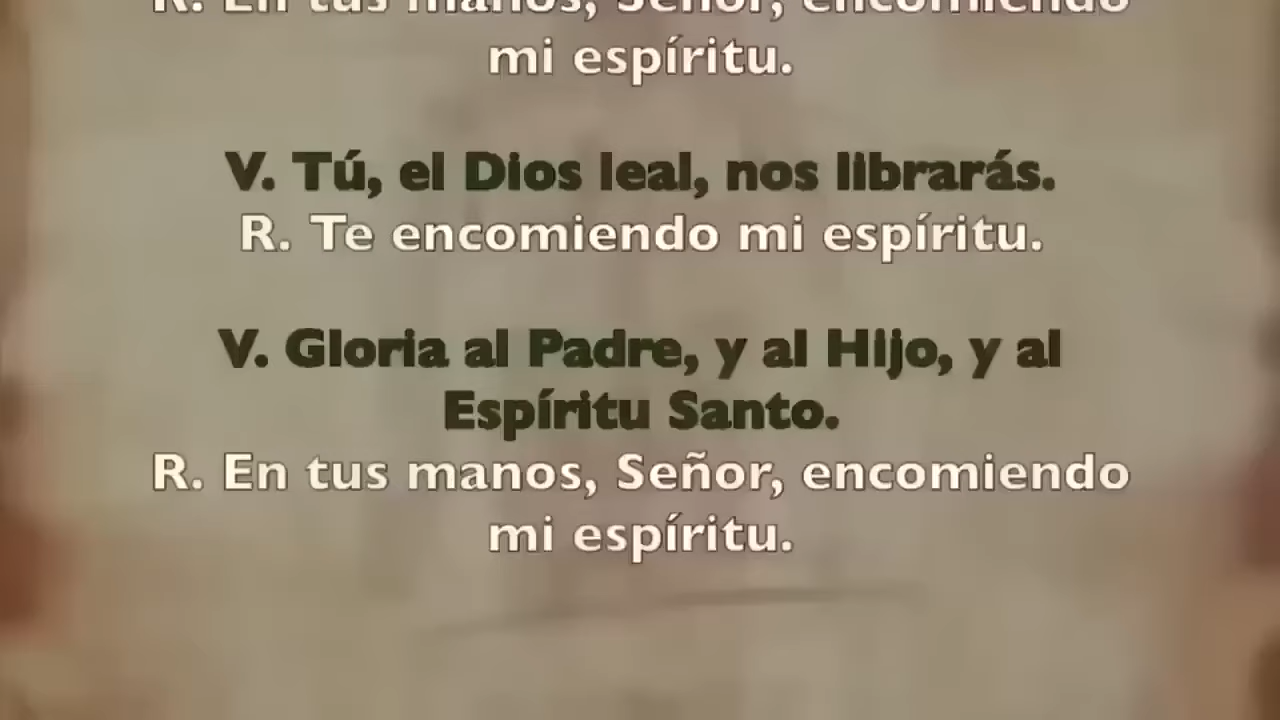 R. En tus manos, Señor, encomiendo
mi espíritu.
V. Tú, el Dios leal, nos librarás.
R. Te encomiendo mi espíritu.
V. Gloria al Padre, y al Hijo, y al
Espíritu Santo.
R. En tus manos, Señor, encomiendo
mi espíritu.